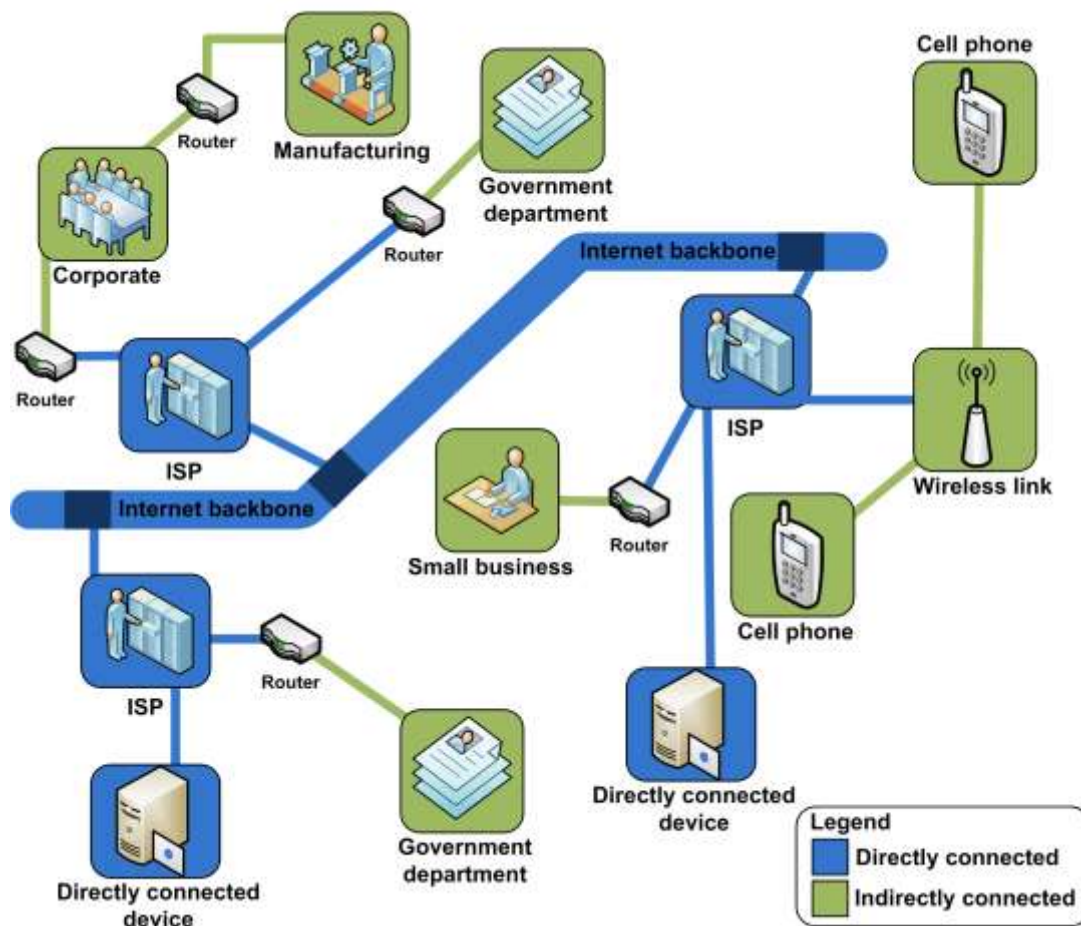 Cell phone
Router
Manufacturing
Government
department
Router
Internet backbone
Corporate
Router
ISP
ISP
Wireless link
Internet backbone
Small business
Router
Cell phone
Router
ISP
Directly connected
device
Government
department
Directly connected
device
Legend
Directly connected
Indirectly connected